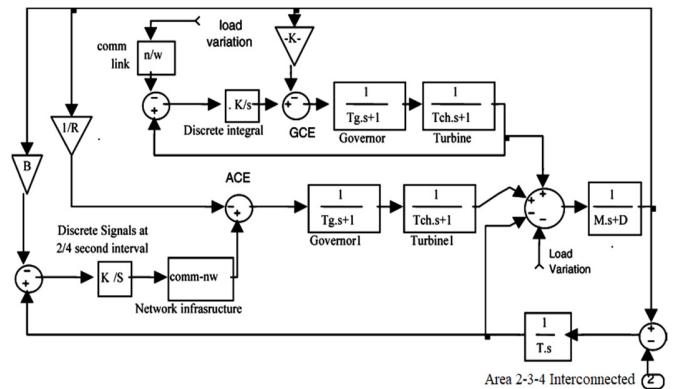 load
variation
comm
link
n/w
-K-
1/R
B
-
+
. K/s
Discrete integral
+
-
GCE
1
Tg.s+1
Governor
1
Tch.s+1
Turbine
ACE
-
+
1
Tg.s+1
Governor1
1
Tch.s+1
Turbine1
+
+
-
-
1
M.s+D
Load
Variation
Discrete Signals at
2/4 second interval
-
+
K /S
comm-nw
Network infrasructure
1
T.s
+
-
Area 2-3-4 Interconnected
2